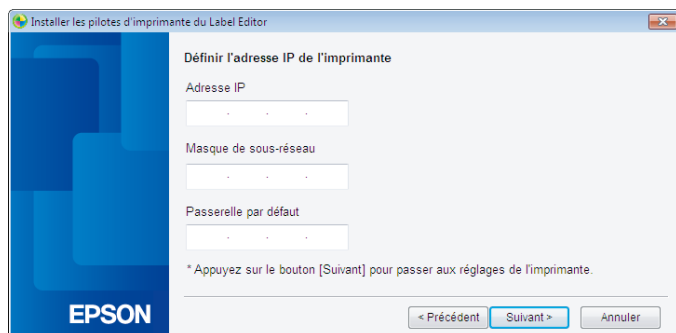 Installer les pilotes d'imprimante du Label Editor
Définir l'adresse IP de l'imprimante
Adresse IP
Masque de sous-réseau
Passerelle par défaut
* Appuyez sur le bouton [Suivant] pour passer aux réglages de l'imprimante.
EPSON
< Précédent Suivant > Annuler